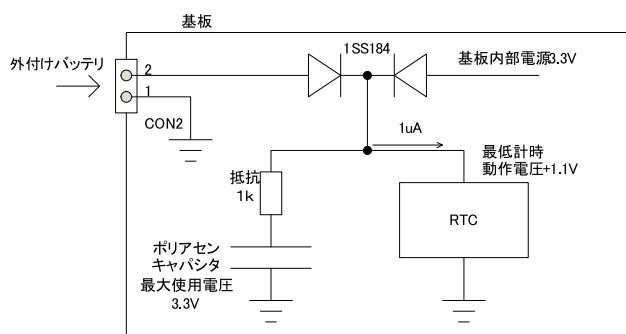 基板
1SS184
外付けバッテリ
2
基板内部電源3.3V
1
CON2
1uA
最低計時
動作電圧+1.1V
抵抗
1k
RTC
ポリアセン
キャパシタ
最大使用電圧
3.3V